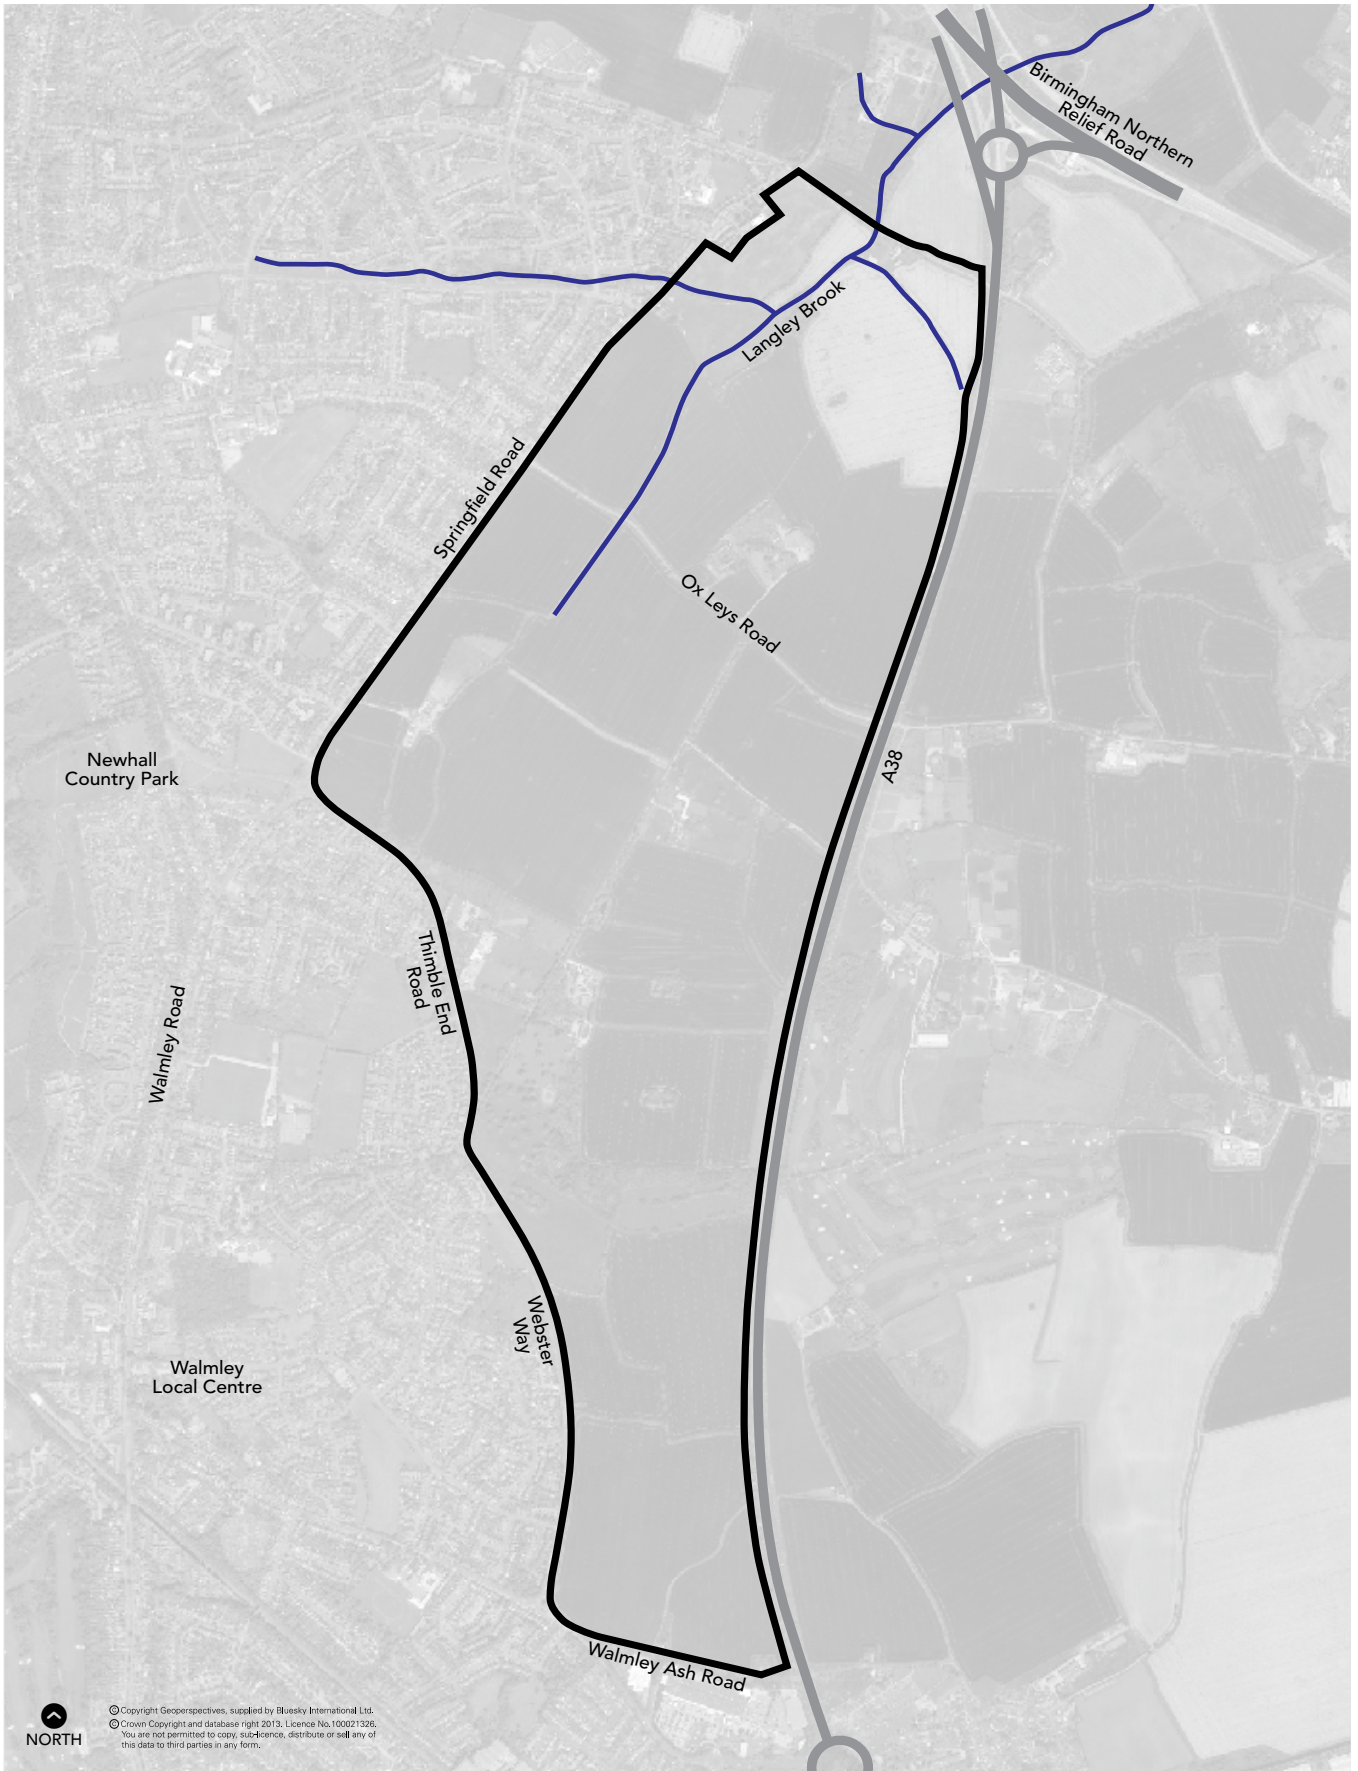 Birmingham Northern
Relief Road
Langley Brook
Springfield Road
Ox Leys Road
Newhall
Country Park
A38
Thimble End
Road
Walmley Road
Webster
Way
Walmley
Local Centre
Walmley Ash Road
NORTH
© Copyright Geoperspectives, supplied by Bluesky International Ltd.
© Crown Copyright and database right 2013. Licence No.100021326.
You are not permitted to copy, sub-licence, distribute or sell any of
this data to third parties in any form.